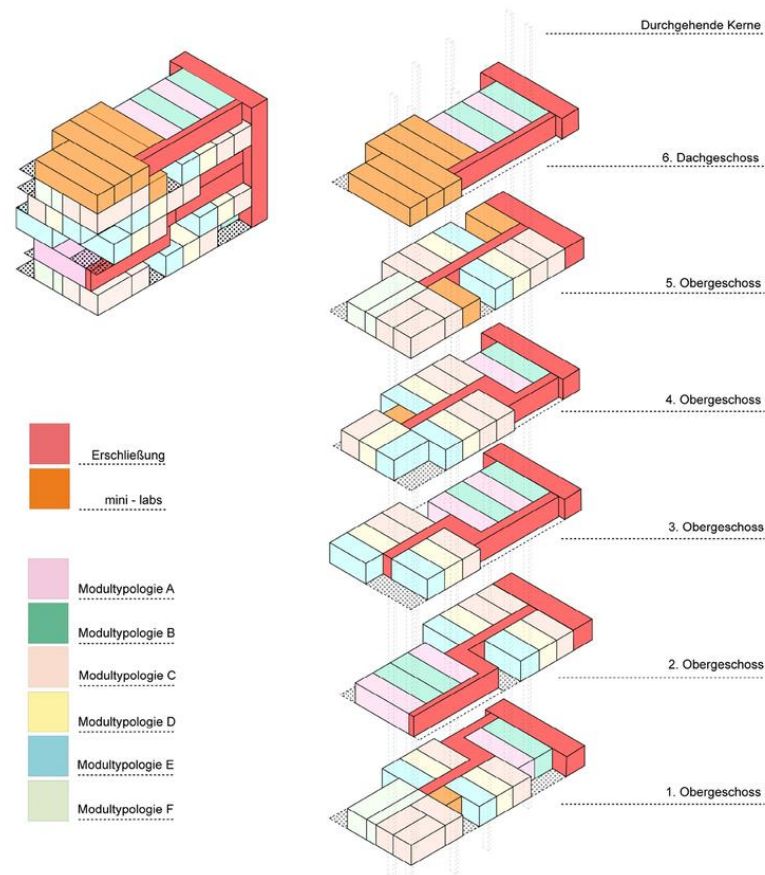 Durchgehende Kerne
6. Dachgeschoss
5. Obergeschoss
4. Obergeschoss
3. Obergeschoss
2. Obergeschoss
1. Obergeschoss
Erschließung
mini - labs
Modultypologie A
Modultypologie B
Modultypologie C
Modultypologie D
Modultypologie E
Modultypologie F